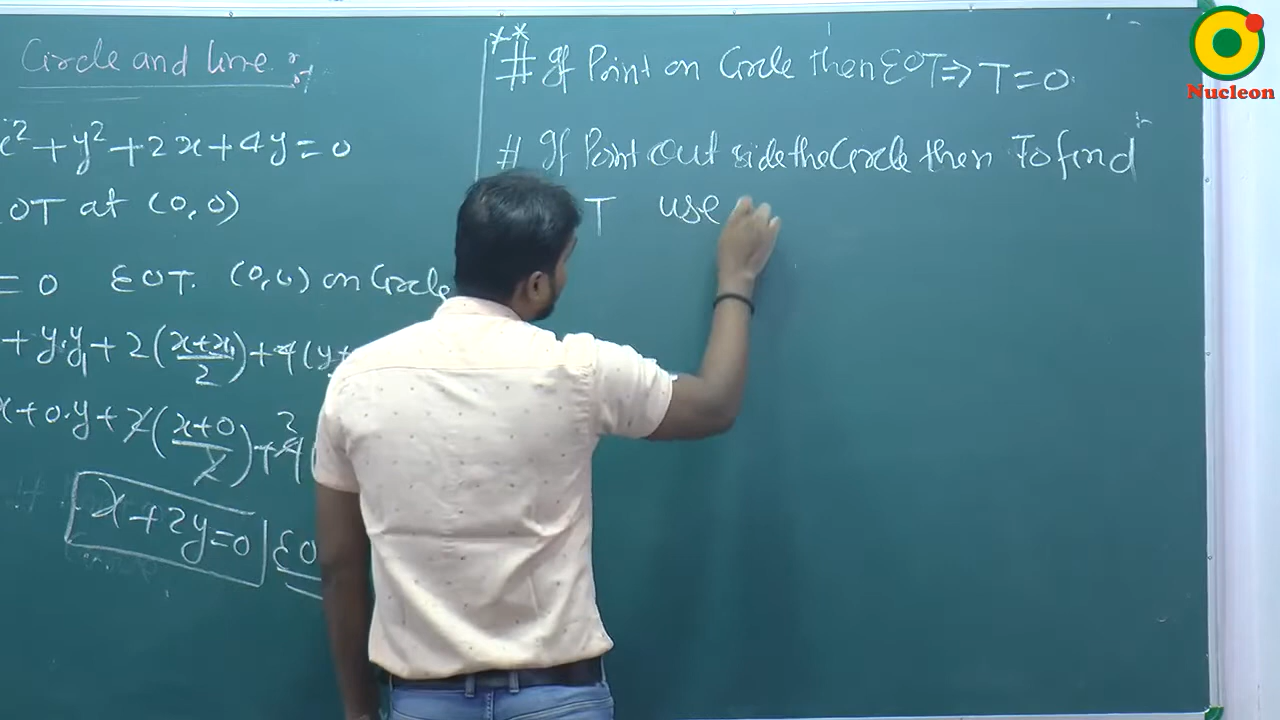 Circle and line
x² + y² + 2x + 4y = 0
OT at (0, 0)
= 0 EOT. (0, 0) on Circle
+ y.y₁ + 2(x+x₁/2) + 4(y+
x + 0.y + 2(x+0/2) + 4(
2
x + 2y = 0 EO
** # If Point on Circle then EOT ⇒ T = 0.
# If Point Out side the Circle then To find
T use
Nucleon